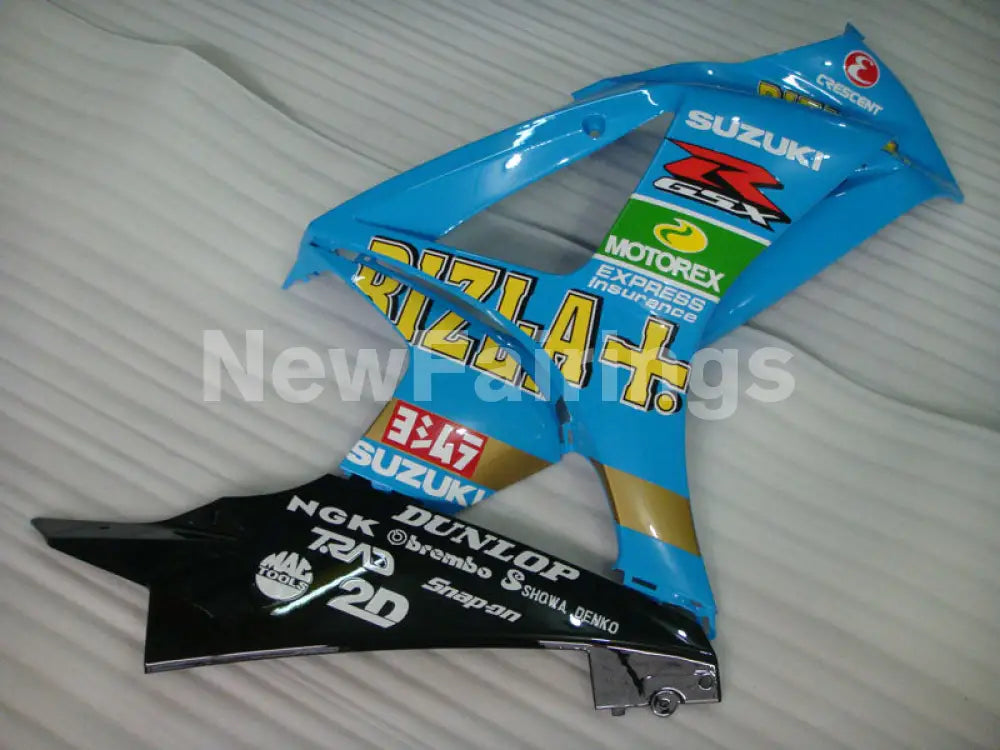 CRESCENT
SUZUKI
R
GSX
MOTOREX
EXPRESS
insurance
RIZLA+.
NewFairings
ヨシムラ
SUZUKI
DUNLOP
NGK
brembo
T.RAD
MAC
TOOLS
2D
Snap-on
SHOWA DENKO